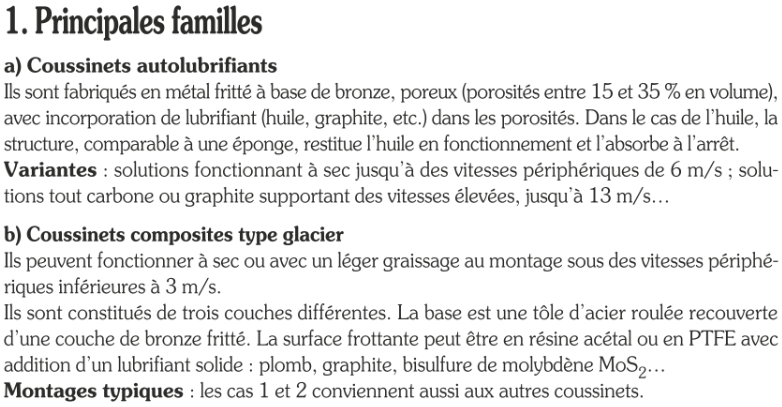 1. Principales familles
a) Coussinets autolubrifiants
Ils sont fabriqués en métal fritté à base de bronze, poreux (porosités entre 15 et 35 % en volume),
avec incorporation de lubrifiant (huile, graphite, etc.) dans les porosités. Dans le cas de l'huile, la
structure, comparable à une éponge, restitue l'huile en fonctionnement et l'absorbe à l'arrêt.
Variantes : solutions fonctionnant à sec jusqu'à des vitesses périphériques de 6 m/s ; solu-
tions tout carbone ou graphite supportant des vitesses élevées, jusqu'à 13 m/s…
b) Coussinets composites type glacier
Ils peuvent fonctionner à sec ou avec un léger graissage au montage sous des vitesses périphé-
riques inférieures à 3 m/s.
Ils sont constitués de trois couches différentes. La base est une tôle d'acier roulée recouverte
d'une couche de bronze fritté. La surface frottante peut être en résine acétal ou en PTFE avec
addition d'un lubrifiant solide : plomb, graphite, bisulfure de molybdène MoS₂…
Montages typiques : les cas 1 et 2 conviennent aussi aux autres coussinets.